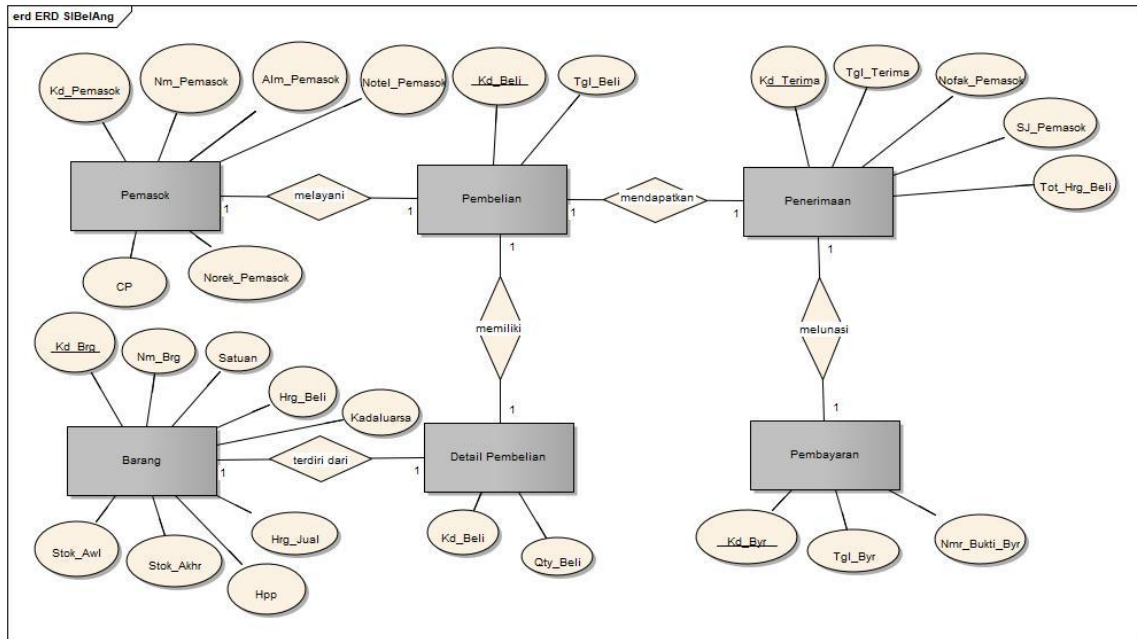 erd ERD SIBelAng
Kd_Pemasok
Nm_Pemasok
Alm_Pemasok
Notel_Pemasok
Kd_Beli
Tgl_Beli
Kd_Terima
Tgl_Terima
Nofak_Pemasok
SJ_Pemasok
Tot_Hrg_Beli
Pemasok
1
melayani
1
Pembelian
1
mendapatkan
1
Penerimaan
1
1
CP
Norek_Pemasok
memiliki
melunasi
Kd_Brg
Nm_Brg
Satuan
Hrg_Beli
Kadaluarsa
1
1
Barang
1
terdiri dari
1
Detail Pembelian
Pembayaran
Stok_Awl
Stok_Akhr
Hpp
Hrg_Jual
Kd_Beli
Qty_Beli
Kd_Byr
Tgl_Byr
Nmr_Bukti_Byr